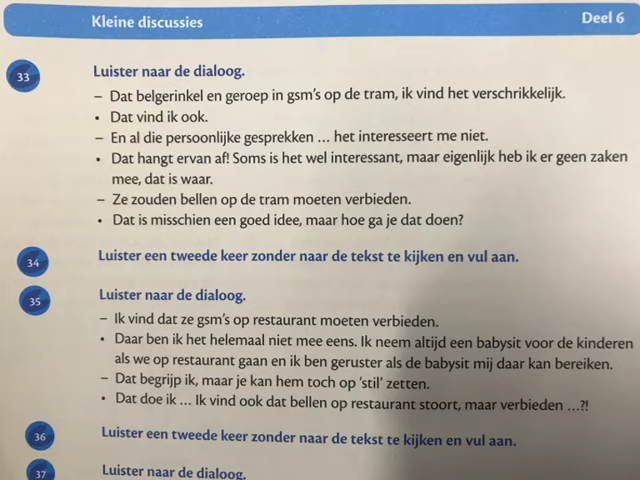 Kleine discussies
Deel 6
33
Luister naar de dialoog.
– Dat belgerinkel en geroep in gsm's op de tram, ik vind het verschrikkelijk.
• Dat vind ik ook.
– En al die persoonlijke gesprekken ... het interesseert me niet.
• Dat hangt ervan af! Soms is het wel interessant, maar eigenlijk heb ik er geen zaken
mee, dat is waar.
– Ze zouden bellen op de tram moeten verbieden.
• Dat is misschien een goed idee, maar hoe ga je dat doen?
34
Luister een tweede keer zonder naar de tekst te kijken en vul aan.
35
Luister naar de dialoog.
– Ik vind dat ze gsm's op restaurant moeten verbieden.
• Daar ben ik het helemaal niet mee eens. Ik neem altijd een babysit voor de kinderen
als we op restaurant gaan en ik ben geruster als de babysit mij daar kan bereiken.
– Dat begrijp ik, maar je kan hem toch op 'stil' zetten.
• Dat doe ik ... Ik vind ook dat bellen op restaurant stoort, maar verbieden ...?!
36
Luister een tweede keer zonder naar de tekst te kijken en vul aan.
37
Luister naar de dialoog.